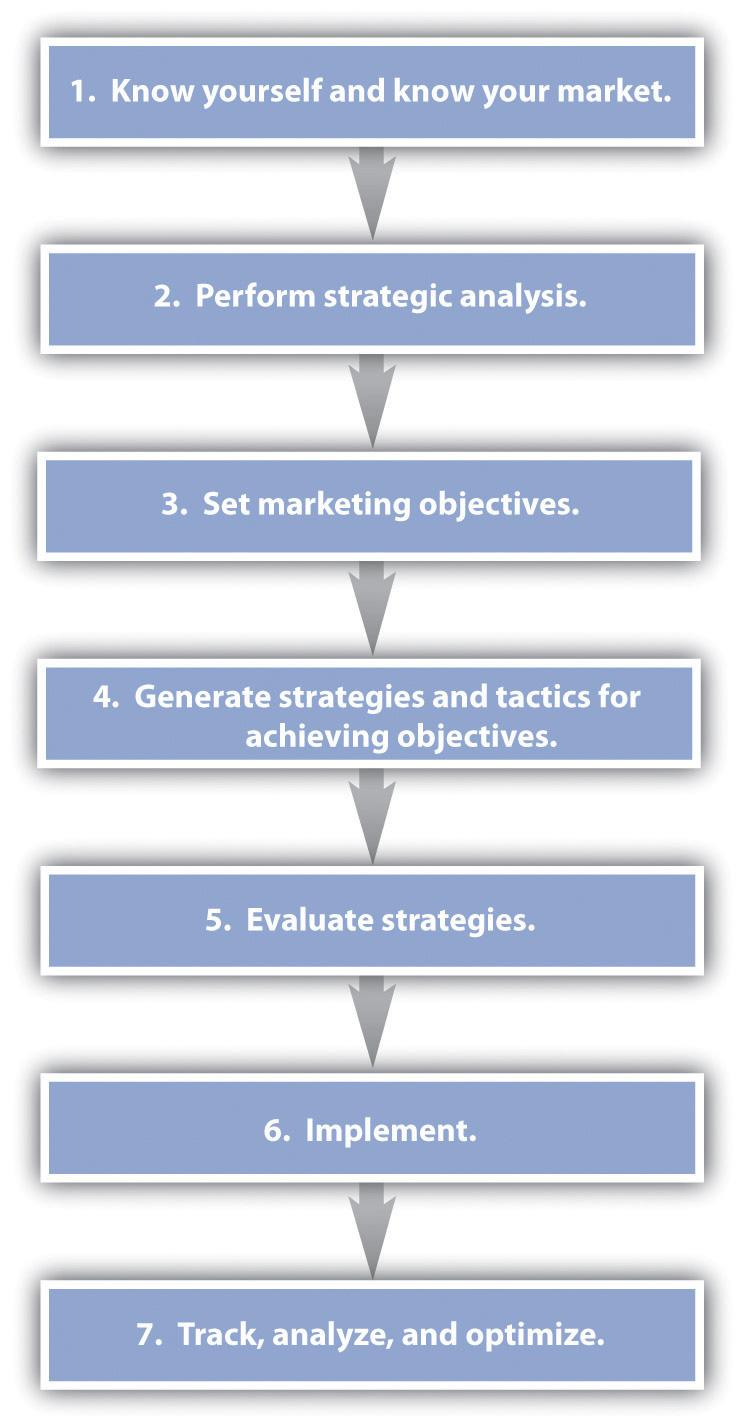 1. Know yourself and know your market.
2. Perform strategic analysis.
3. Set marketing objectives.
4. Generate strategies and tactics for
achieving objectives.
5. Evaluate strategies.
6. Implement.
7. Track, analyze, and optimize.